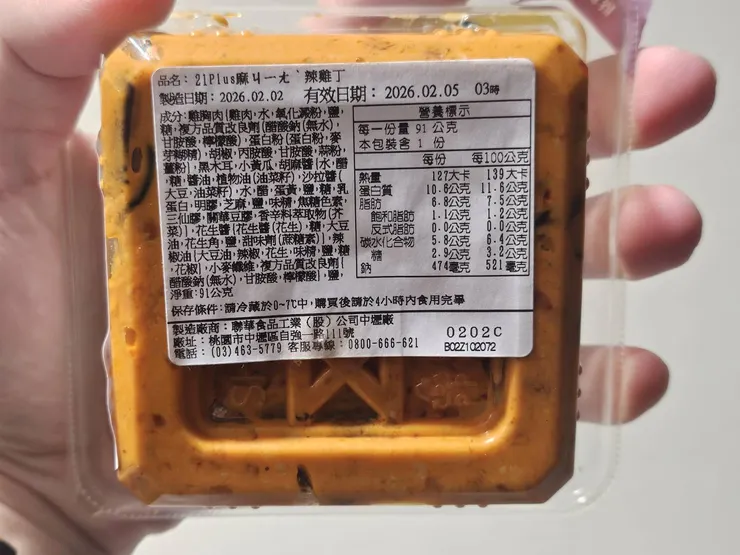 品名: 21Plus麻ㄐㄧㄤˋ辣雞丁
製造日期: 2026.02.02 有效日期: 2026.02.05 03時
成分:雞胸肉{雞肉,水,氧化澱粉,鹽,
糖,複方品質改良劑(醋酸鈉(無水),
甘胺酸,檸檬酸),蛋白粉(蛋白粉,麥
芽糊精),胡椒,丙胺酸,甘胺酸,蒜粉,
薑粉},黑木耳,小黃瓜,胡麻醬{水,醋
,糖,醬油,植物油(油菜籽),沙拉醬(
大豆,油菜籽),水,醋,蛋黃,鹽,糖,乳
蛋白,明膠,芝麻,鹽,味精,焦糖色素,
三仙膠,關華豆膠,香辛料萃取物(芥
菜)},花生醬{花生醬(花生),糖,大豆
油,花生角,鹽,甜味劑(蔗糖素)},辣
椒油{大豆油,辣椒,花生,味精,鹽,糖
,花椒},小麥纖維,複方品質改良劑{
醋酸鈉(無水),甘胺酸,檸檬酸},鹽,
淨重:91公克
營養標示
每一份量 91 公克
本包裝含 1 份
每份 每100公克
熱量 127大卡 139大卡
蛋白質 10.6公克 11.6公克
脂肪 6.8公克 7.5公克
飽和脂肪 1.1公克 1.2公克
反式脂肪 0.0公克 0.0公克
碳水化合物 5.8公克 6.4公克
糖 2.9公克 3.2公克
鈉 474毫克 521毫克
保存條件:請冷藏於0~7℃中,購買後請於4小時內食用完畢
製造廠商: 聯華食品工業(股)公司中壢廠
廠址: 桃園市中壢區自強一路111號
電話: (03)463-5779 客服專線: 0800-666-621
0202C
B02Z102072